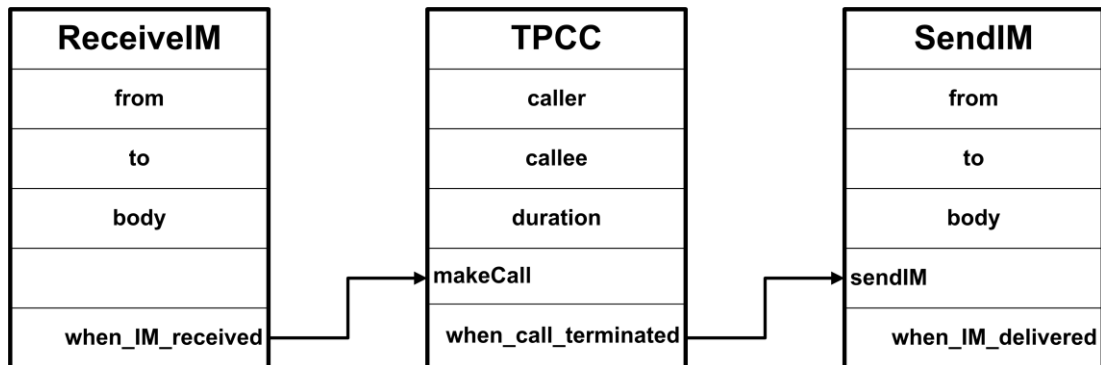 ReceiveIM
from
to
body
when_IM_received
TPCC
caller
callee
duration
makeCall
when_call_terminated
SendIM
from
to
body
sendIM
when_IM_delivered